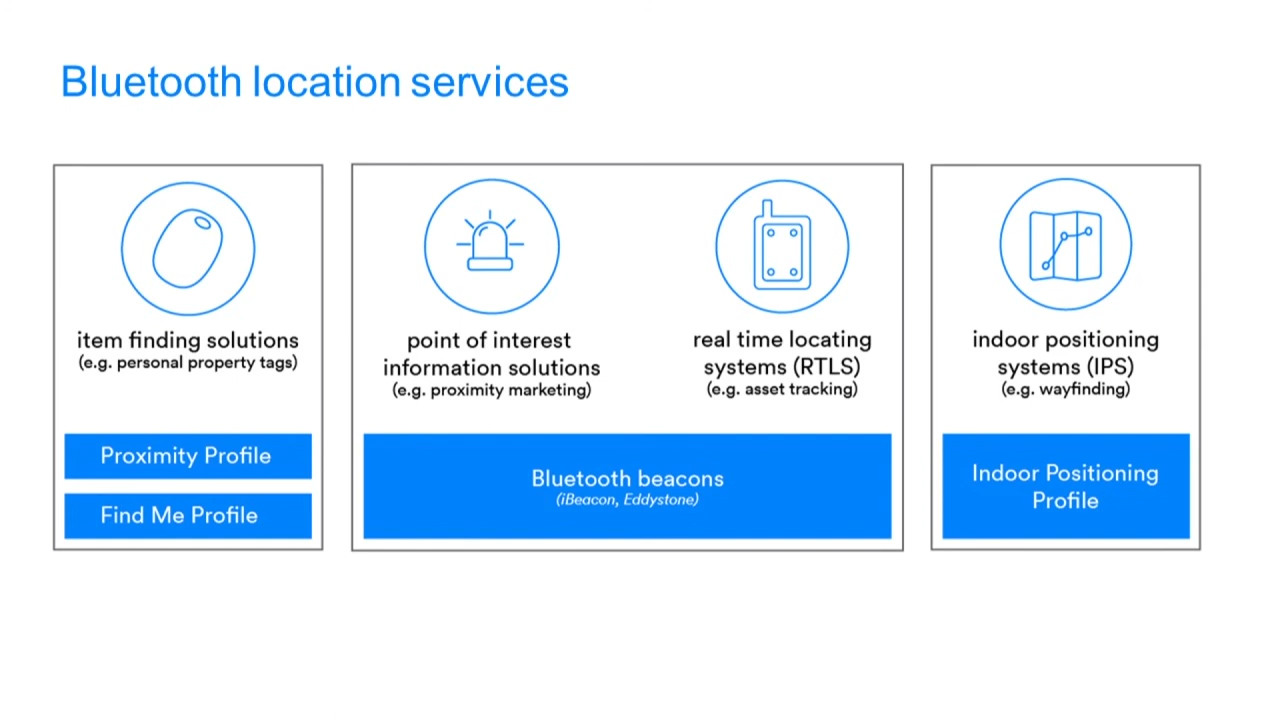 Bluetooth location services
item finding solutions
(e.g. personal property tags)
Proximity Profile
Find Me Profile
point of interest
information solutions
(e.g. proximity marketing)
real time locating
systems (RTLS)
(e.g. asset tracking)
Bluetooth beacons
(iBeacon, Eddystone)
indoor positioning
systems (IPS)
(e.g. wayfinding)
Indoor Positioning
Profile